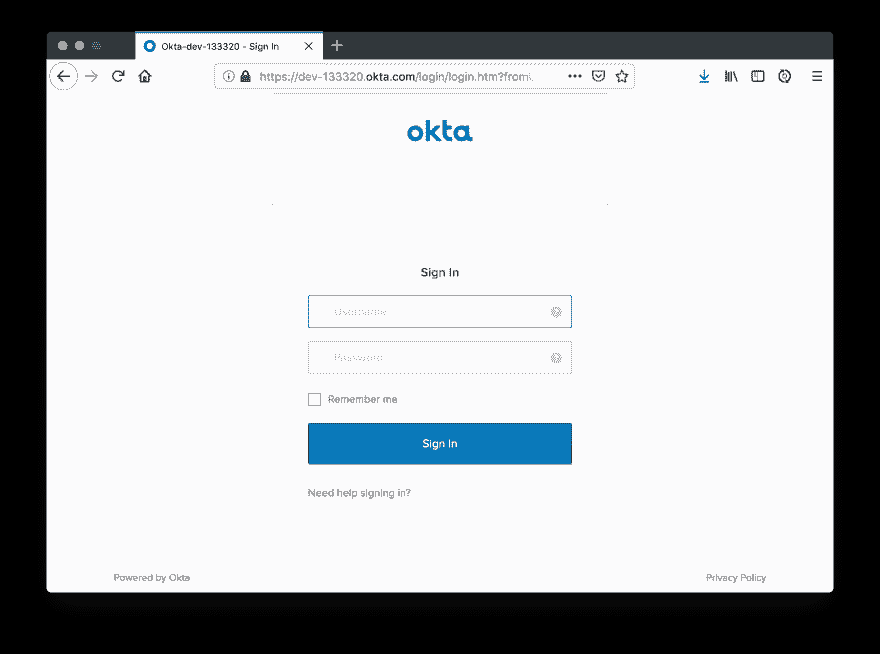 Okta-dev-133320 - Sign In
https://dev-133320.okta.com/login/login.htm?from
okta
Sign In
Username
Password
Remember me
Sign In
Need help signing in?
Powered by Okta
Privacy Policy